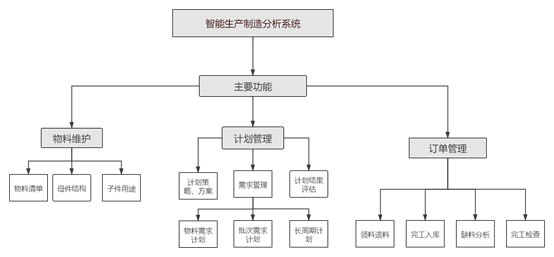 智能生产制造分析系统
主要功能
物料维护
计划管理
订单管理
物料清单
母件结构
子件用途
计划策
略、方案
需求管理
计划结果
评估
物料需求
计划
批次需求
计划
长周期计
划
领料退料
完工入库
缺料分析
完工检查